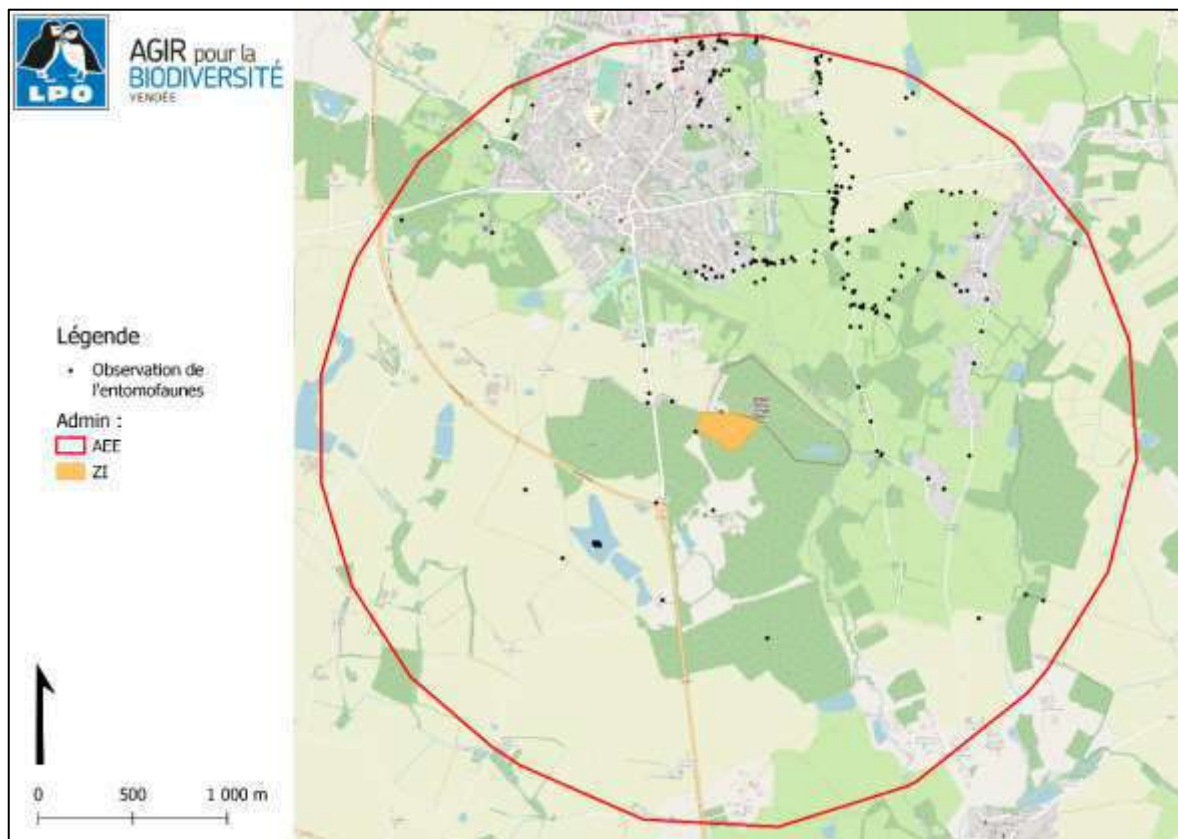 LPO
AGIR pour la
BIODIVERSITÉ
VENDÉE
Légende
Observation de
l'entomofaunes
Admin :
AEE
ZI
0 500 1 000 m